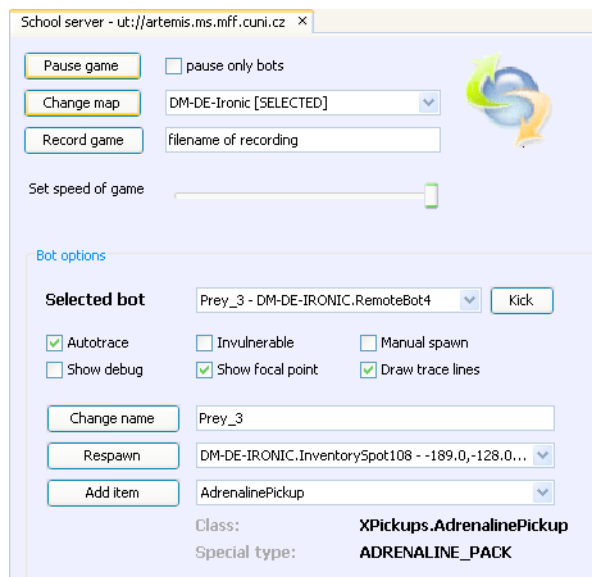 School server - ut://artemis.ms.mff.cuni.cz
Pause game pause only bots
Change map DM-DE-Ironic [SELECTED]
Record game filename of recording
Set speed of game
Bot options
Selected bot Prey_3 - DM-DE-IRONIC.RemoteBot4 Kick
Autotrace Invulnerable Manual spawn
Show debug Show focal point Draw trace lines
Change name Prey_3
Respawn DM-DE-IRONIC.InventorySpot108 - -189.0,-128.0...
Add item AdrenalinePickup
Class: XPickups.AdrenalinePickup
Special type: ADRENALINE_PACK